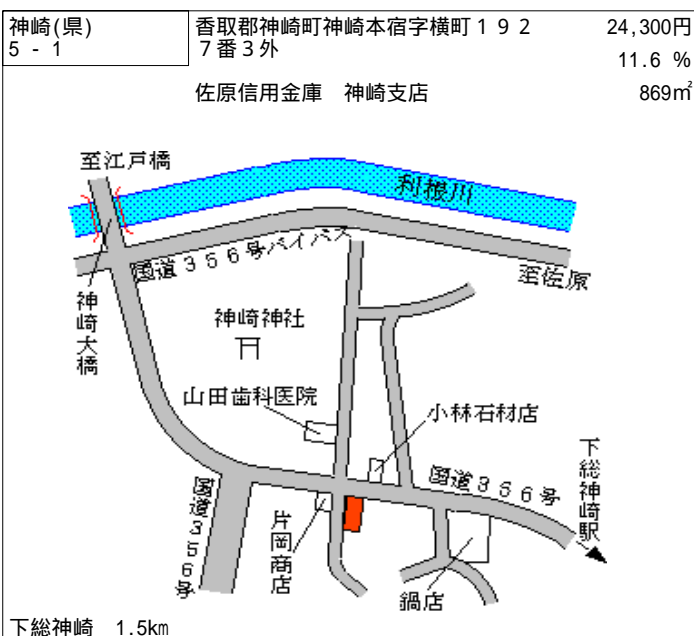 神崎(県)
5 - 1
香取郡神崎町神崎本宿字横町１９２
７番３外
24,300円
11.6 %
佐原信用金庫　神崎支店
869㎡
至江戸橋
利根川
国道３５６号バイパス
至佐原
神崎大橋
神崎神社
山田歯科医院
小林石材店
下総神崎駅
国道３５６号
国道３５６号
片岡商店
鍋店
下総神崎　1.5km